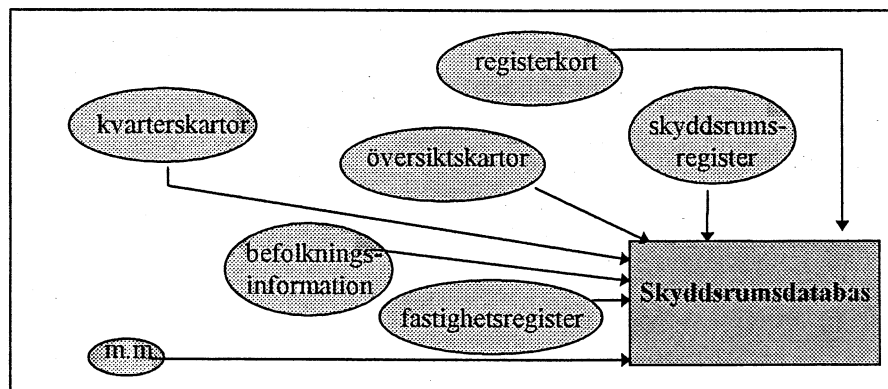 registerkort
kvarterskartor
skyddsrums-
register
översiktskartor
befolknings-
information
Skyddsrumsdatabas
fastighetsregister
m.m.